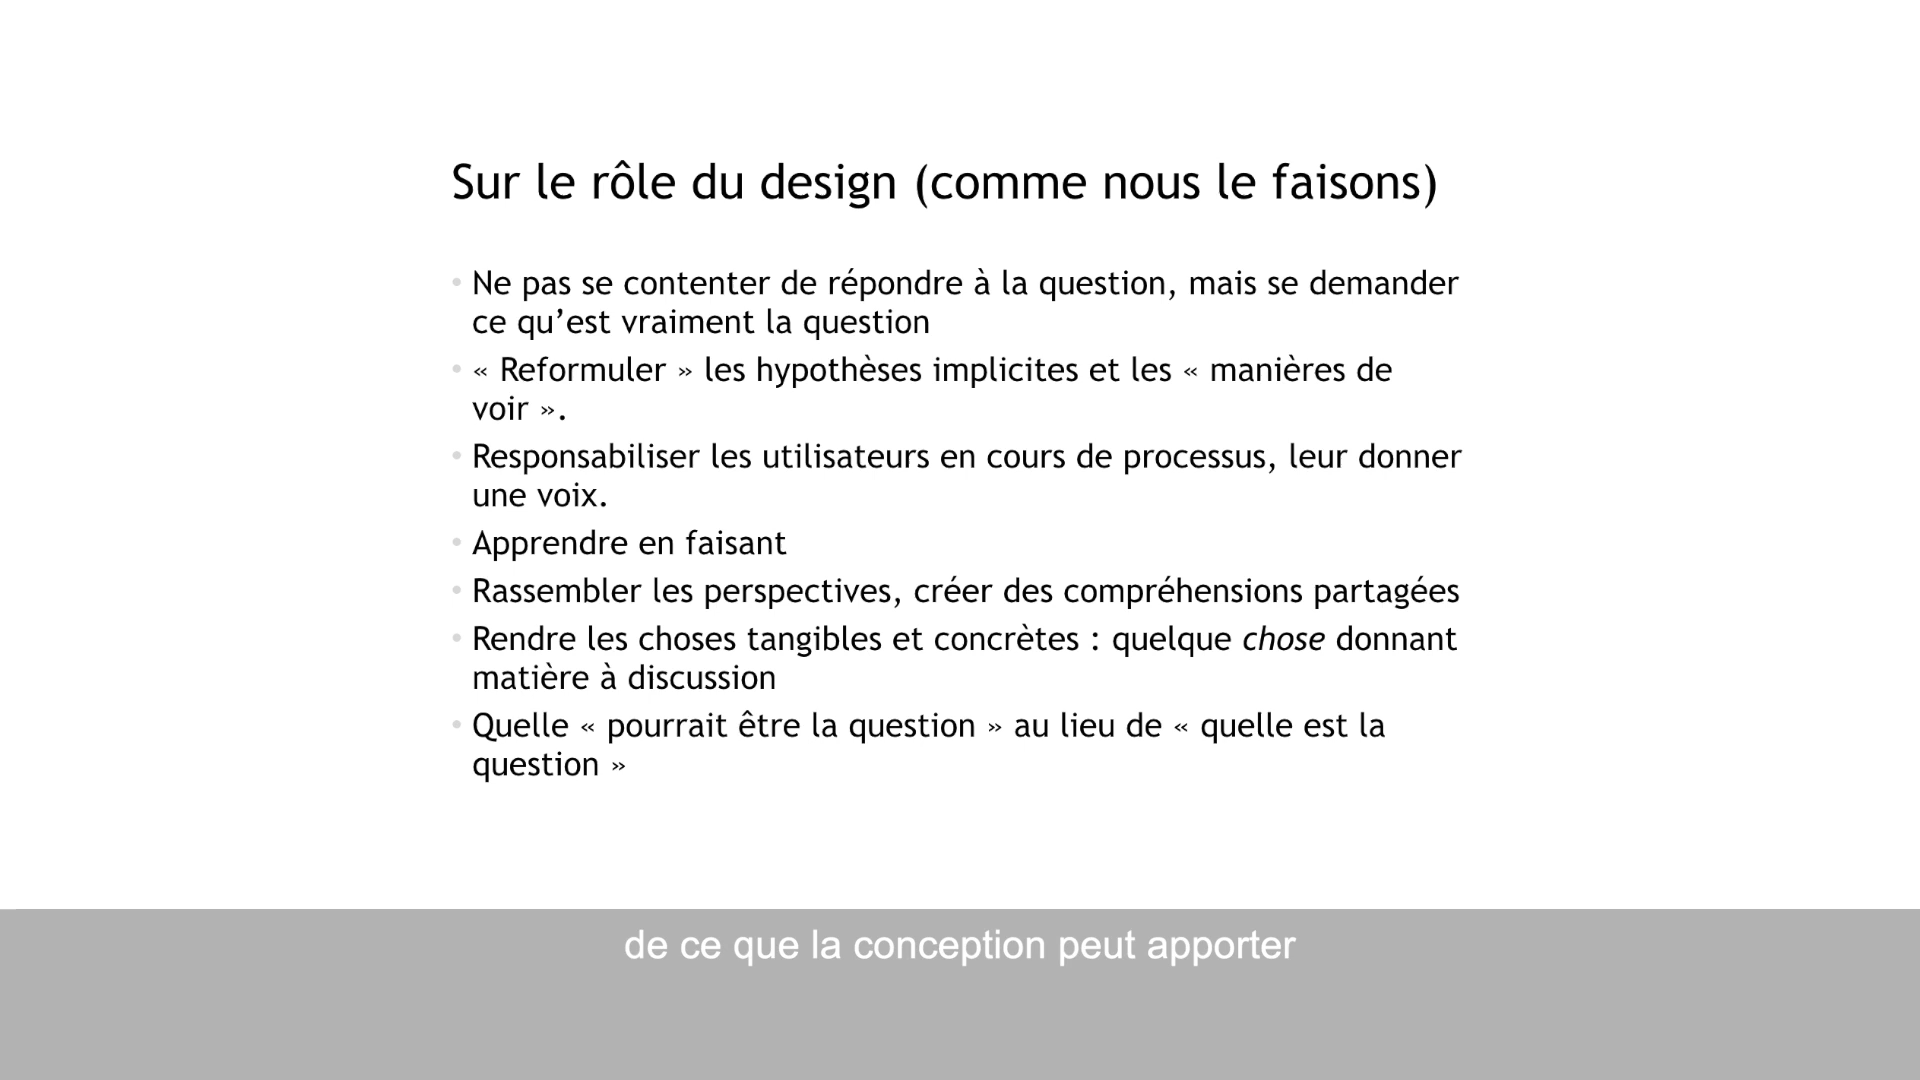 Sur le rôle du design (comme nous le faisons)
• Ne pas se contenter de répondre à la question, mais se demander
ce qu’est vraiment la question
• « Reformuler » les hypothèses implicites et les « manières de
voir ».
• Responsabiliser les utilisateurs en cours de processus, leur donner
une voix.
• Apprendre en faisant
• Rassembler les perspectives, créer des compréhensions partagées
• Rendre les choses tangibles et concrètes : quelque chose donnant
matière à discussion
• Quelle « pourrait être la question » au lieu de « quelle est la
question »
de ce que la conception peut apporter